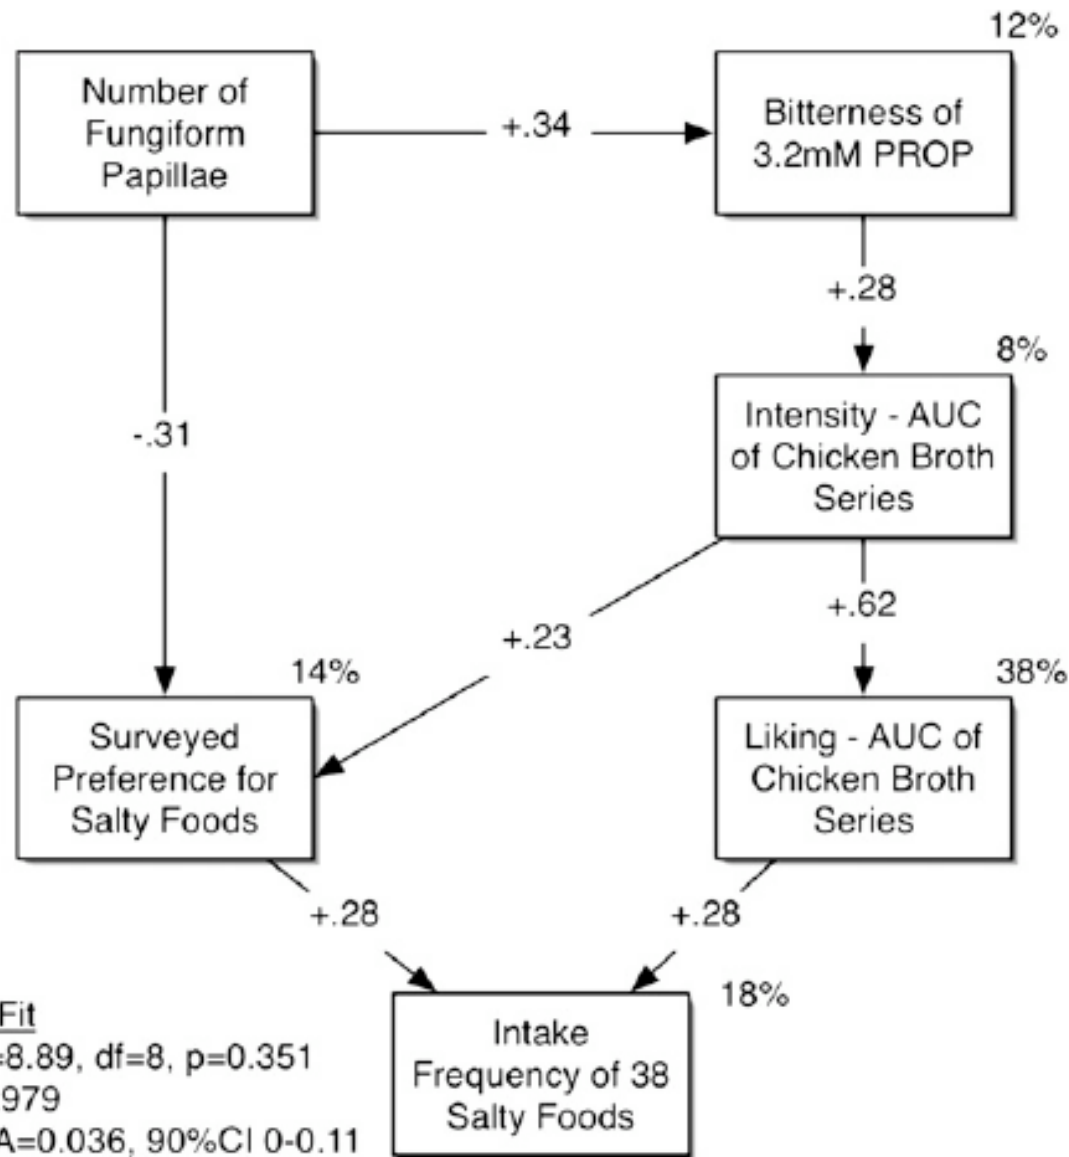 12%
Number of
Fungiform
Papillae
+.34
Bitterness of
3.2mM PROP
+.28
8%
-.31
Intensity - AUC
of Chicken Broth
Series
+.23
+.62
14%
38%
Surveyed
Preference for
Salty Foods
Liking - AUC of
Chicken Broth
Series
+.28
+.28
18%
Intake
Frequency of 38
Salty Foods
Fit
=8.89, df=8, p=0.351
979
A=0.036, 90%CI 0-0.11